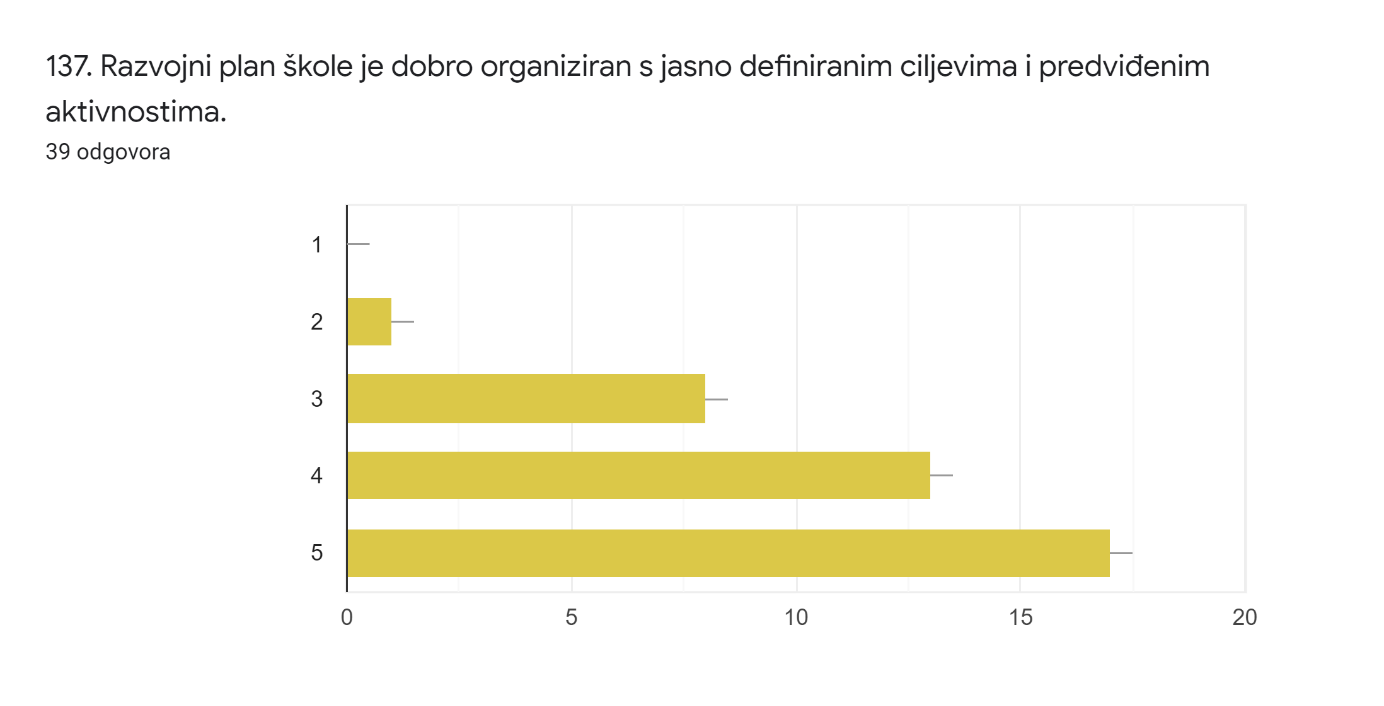 137. Razvojni plan škole je dobro organiziran s jasno definiranim ciljevima i predviđenim
aktivnostima.
39 odgovora
1
2
3
4
5
0 5 10 15 20